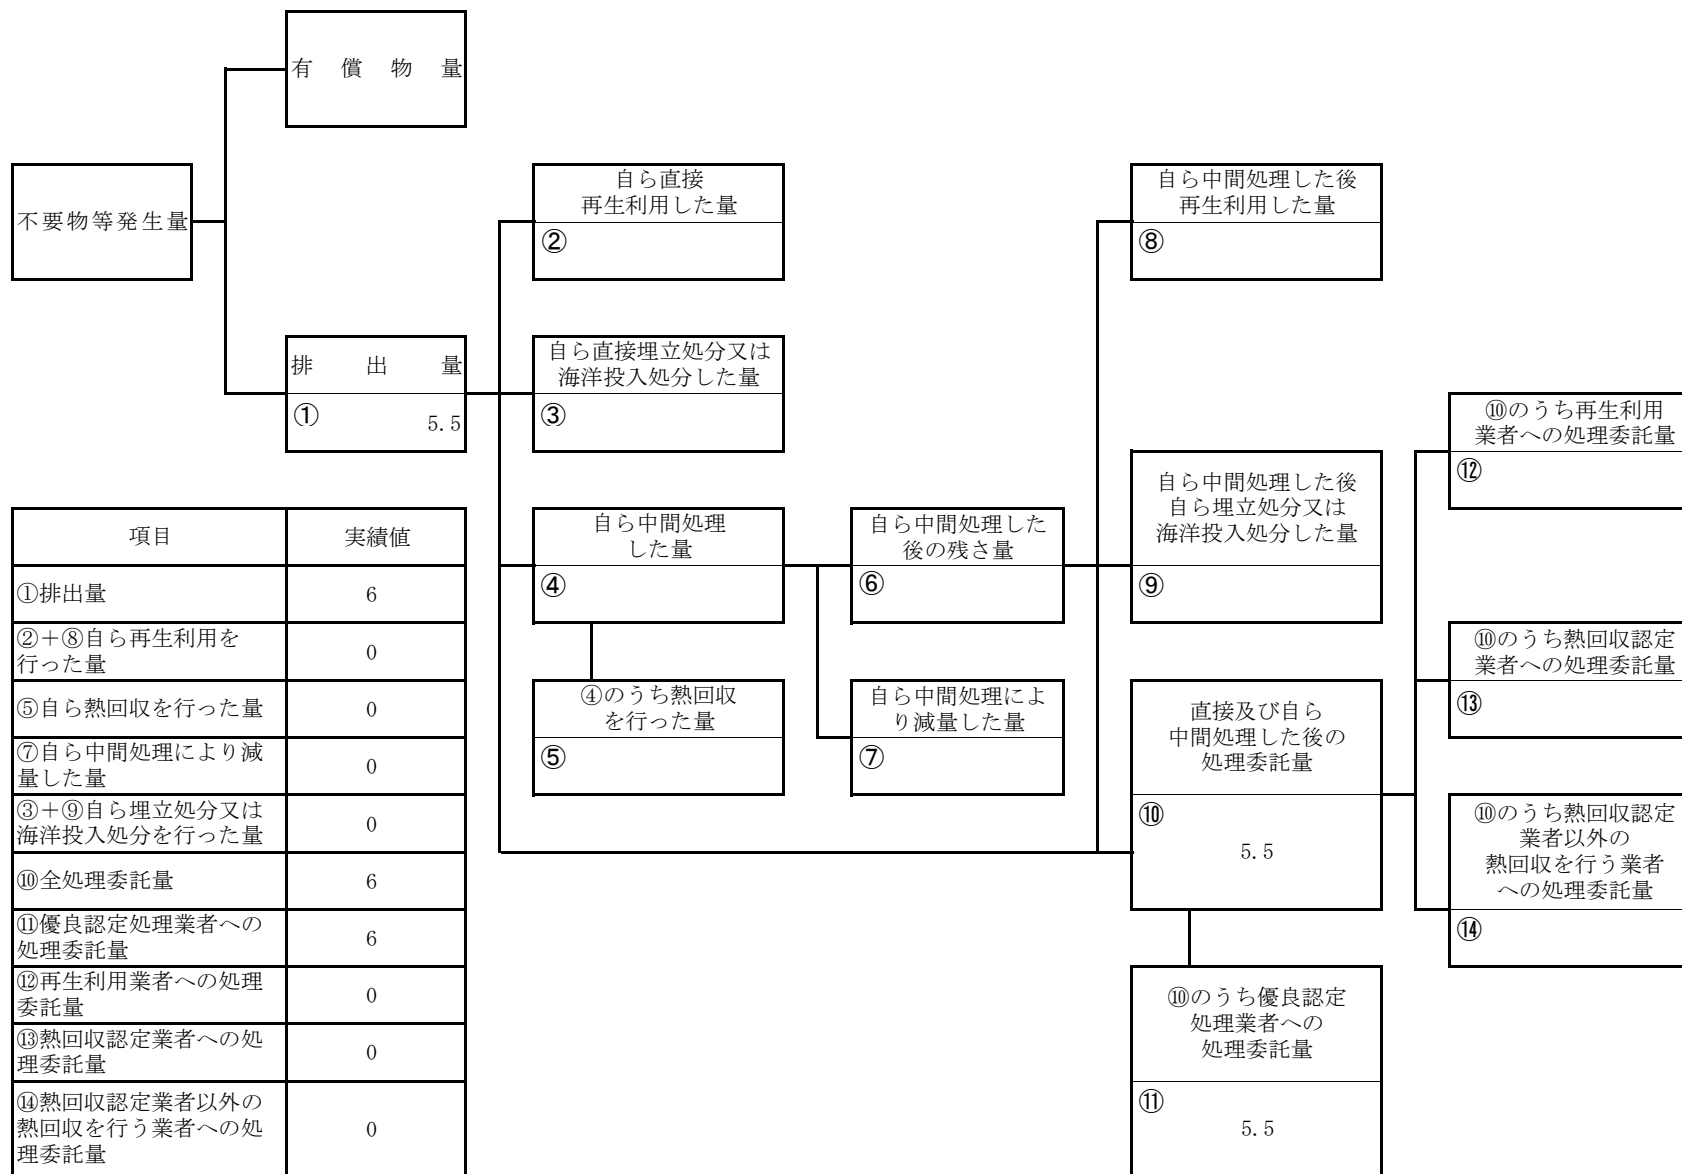 有償物量
不要物等発生量
排出量
① 5.5
自ら直接
再生利用した量
②
自ら直接埋立処分又は
海洋投入処分した量
③
自ら中間処理
した量
④
④のうち熱回収
を行った量
⑤
自ら中間処理した
後の残さ量
⑥
自ら中間処理によ
り減量した量
⑦
自ら中間処理した後
再生利用した量
⑧
自ら中間処理した後
自ら埋立処分又は
海洋投入処分した量
⑨
直接及び自ら
中間処理した後の
処理委託量
⑩
5.5
⑩のうち優良認定
処理業者への
処理委託量
⑪
5.5
⑩のうち再生利用
業者への処理委託量
⑫
⑩のうち熱回収認定
業者への処理委託量
⑬
⑩のうち熱回収認定
業者以外の
熱回収を行う業者
への処理委託量
⑭
項目 実績値
①排出量 6
②＋⑧自ら再生利用を
行った量 0
⑤自ら熱回収を行った量 0
⑦自ら中間処理により減
量した量 0
③＋⑨自ら埋立処分又は
海洋投入処分を行った量 0
⑩全処理委託量 6
⑪優良認定処理業者への
処理委託量 6
⑫再生利用業者への処理
委託量 0
⑬熱回収認定業者への処
理委託量 0
⑭熱回収認定業者以外の
熱回収を行う業者への処 0
理委託量